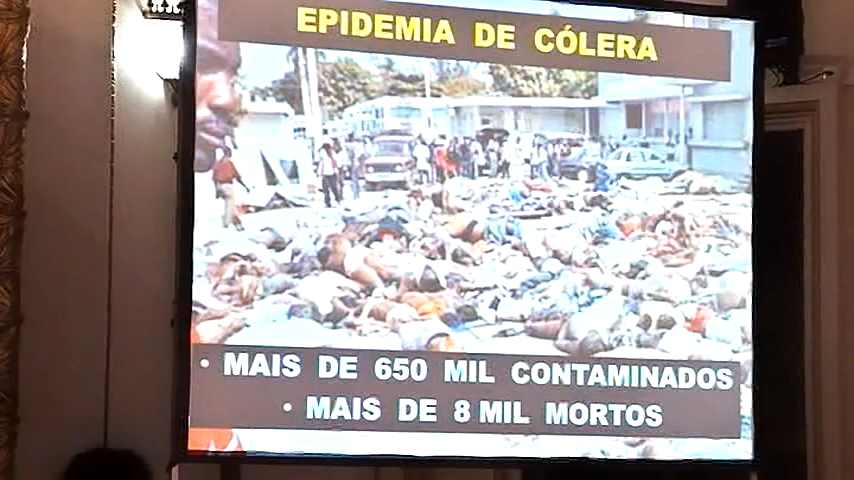 EPIDEMIA DE CÓLERA
• MAIS DE 650 MIL CONTAMINADOS
• MAIS DE 8 MIL MORTOS